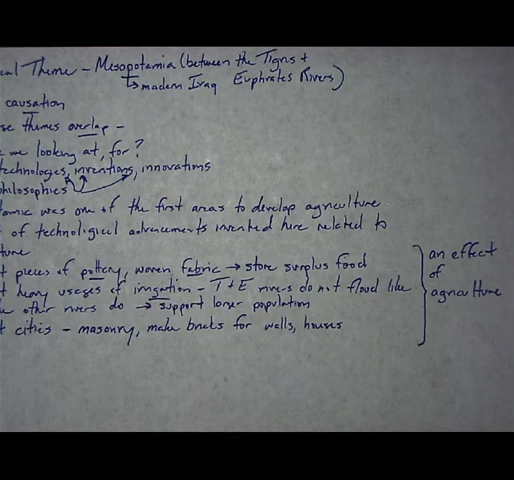 cal Theme - Mesopotamia (between the Tigris +
↳ modern Iraq Euphrates Rivers)
causation
se themes overlap -
we looking at, for?
technologies, inventions, innovations
philosophies
tamia was one of the first areas to develop agriculture.
of technological advancements invented here related to
ture
t pieces of pottery, woven fabric → store surplus food
t heavy usages of irrigation - T+E rivers do not flood like
e other rivers do → support larger population
t cities - masonry, make bricks for walls, houses
an effect
of
agriculture